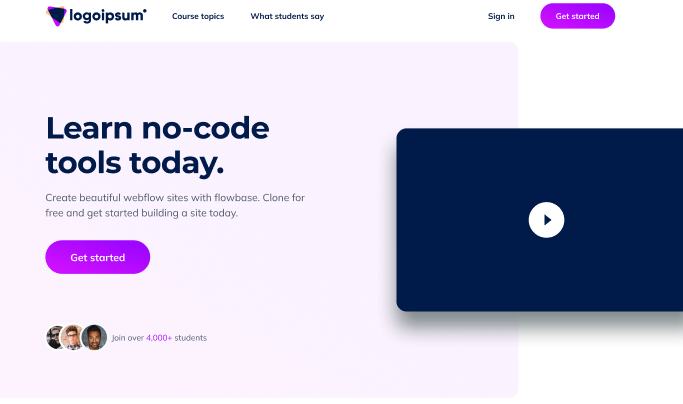 logoipsum
Course topics
What students say
Sign in
Get started
Learn no-code
tools today.
Create beautiful webflow sites with flowbase. Clone for
free and get started building a site today.
Get started
Join over 4,000+ students